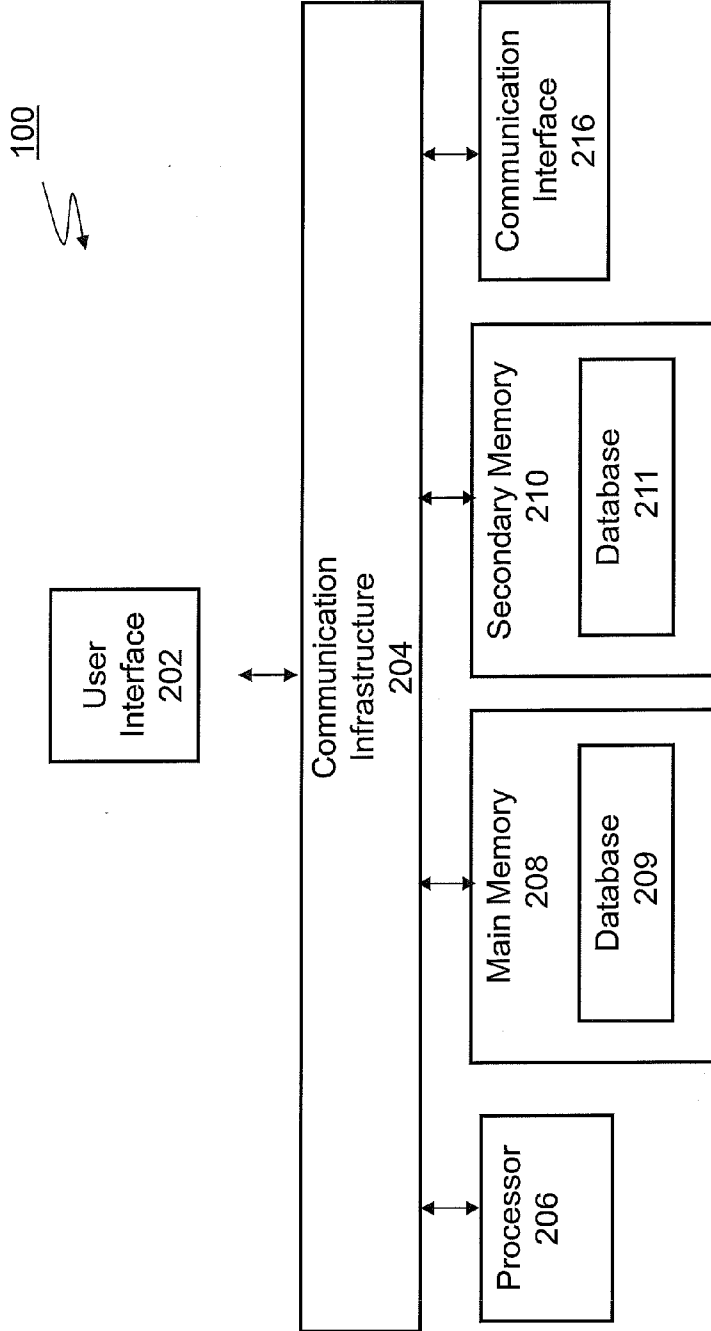 100
User
Interface
202
Communication
Infrastructure
204
Processor
206
Main Memory
208
Database
209
Secondary Memory
210
Database
211
Communication
Interface
216